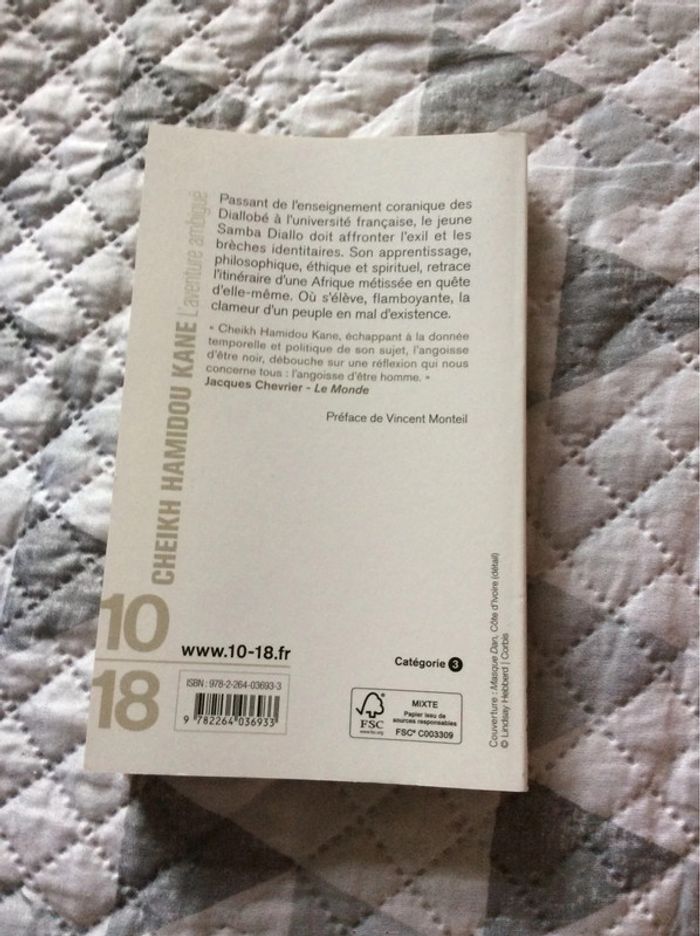 Passant de l'enseignement coranique des
Diallobé à l'université française, le jeune
Samba Diallo doit affronter l'exil et les
brèches identitaires. Son apprentissage,
philosophique, éthique et spirituel, retrace
l'itinéraire d'une Afrique métissée en quête
d'elle-même. Où s'élève, flamboyante, la
clameur d'un peuple en mal d'existence.
« Cheikh Hamidou Kane, échappant à la donnée
temporelle et politique de son sujet, l'angoisse
d'être noir, débouche sur une réflexion qui nous
concerne tous : l'angoisse d'être homme. »
Jacques Chevrier - Le Monde
Préface de Vincent Monteil
CHEIKH HAMIDOU KANE L'aventure ambiguë
10
18
www.10-18.fr
Catégorie 3
ISBN : 978-2-264-03693-3
9 782264 036933
FSC
www.fsc.org
MIXTE
Papier issu de
sources responsables
FSC® C003309
Couverture : Masque Dan, Côte d'Ivoire (détail)
© Lindsay Hebberd | Corbis